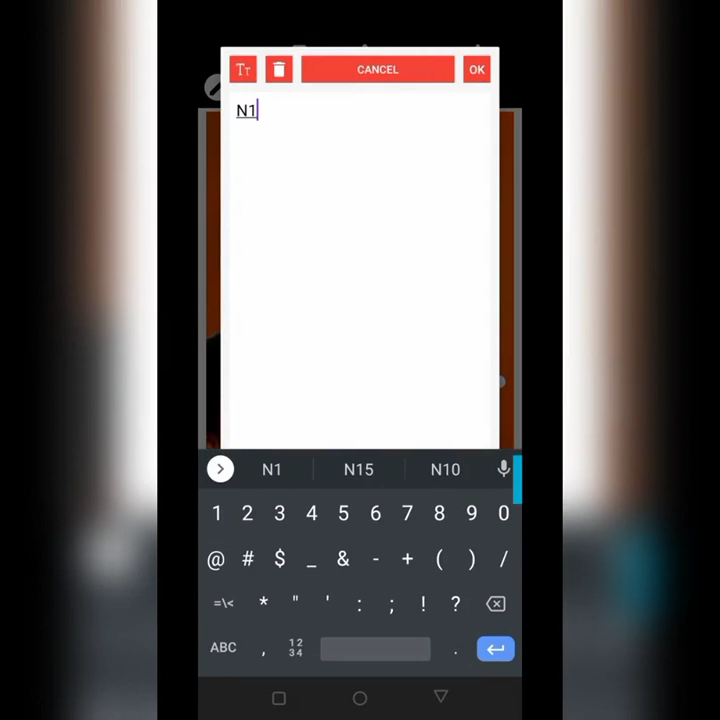 TT CANCEL OK
N1
N1 N15 N10
1 2 3 4 5 6 7 8 9 0
@ # $ _ & - + ( ) /
=\< * " ' : ; ! ?
ABC , 12 34 .